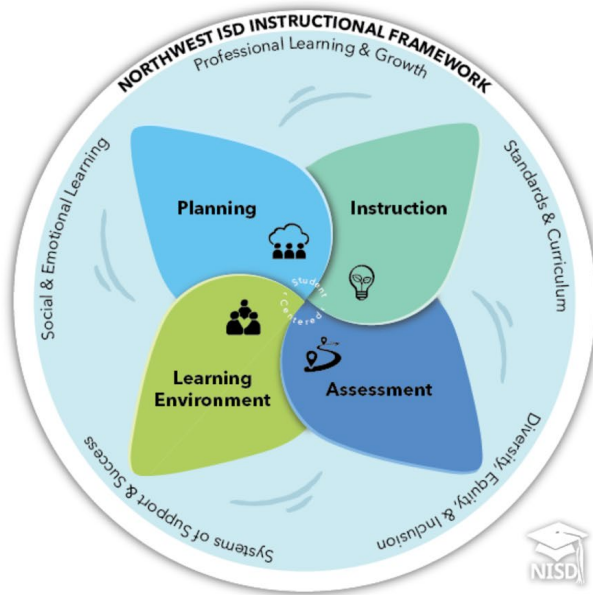 NORTHWEST ISD INSTRUCTIONAL FRAMEWORK
Professional Learning & Growth
Social & Emotional Learning
Standards & Curriculum
Planning
Instruction
Student
Centered
Learning
Environment
Assessment
Systems of Support & Success
Diversity, Equity, & Inclusion
NISD